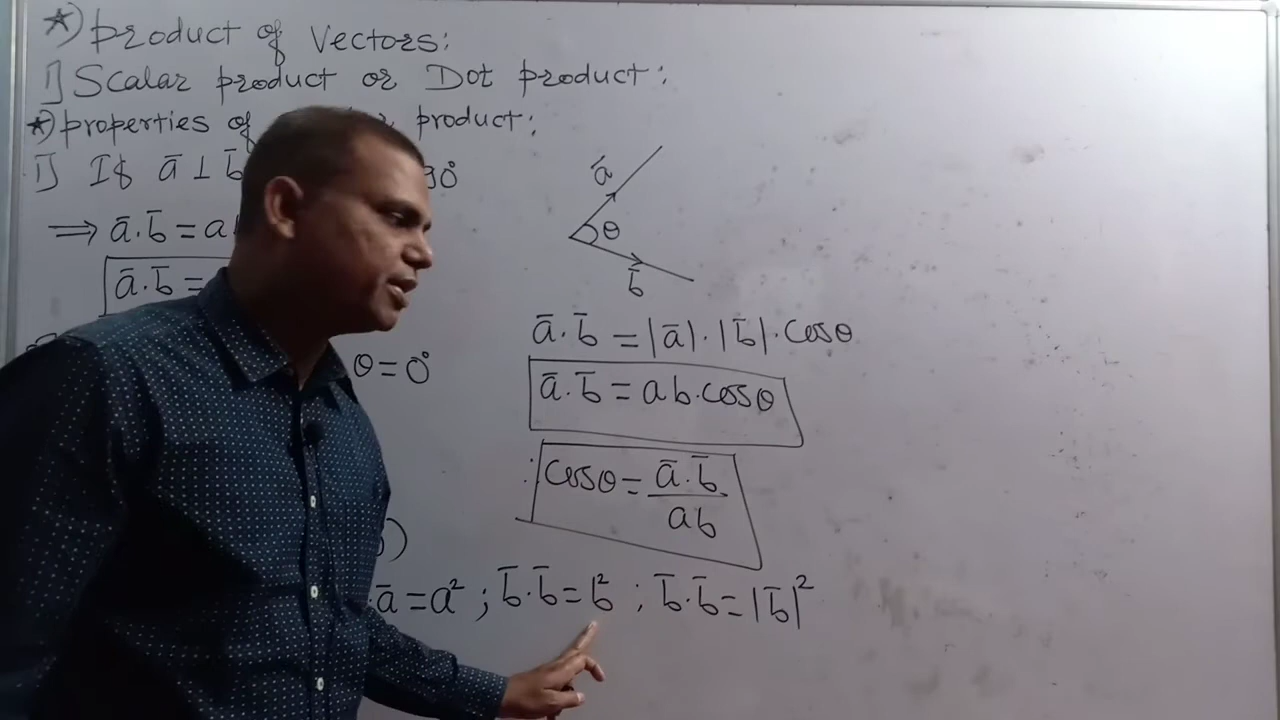 *) product of Vectors:
1] Scalar product or Dot product:
*) properties of product:
1] If ā ⊥ b̄ 90°
⟹ ā·b̄ = a
ā·b̄ =
θ = 0°
ā
θ
b̄
ā·b̄ = |ā|·|b̄|·cosθ
ā·b̄ = ab·cosθ
∴ cosθ = ā·b̄ / ab
·ā = a² ; b̄·b̄ = b² ; b̄·b̄ = |b̄|²